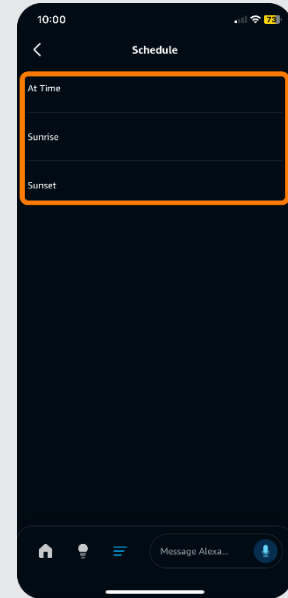 10:00
73
Schedule
At Time
Sunrise
Sunset
Message Alexa...